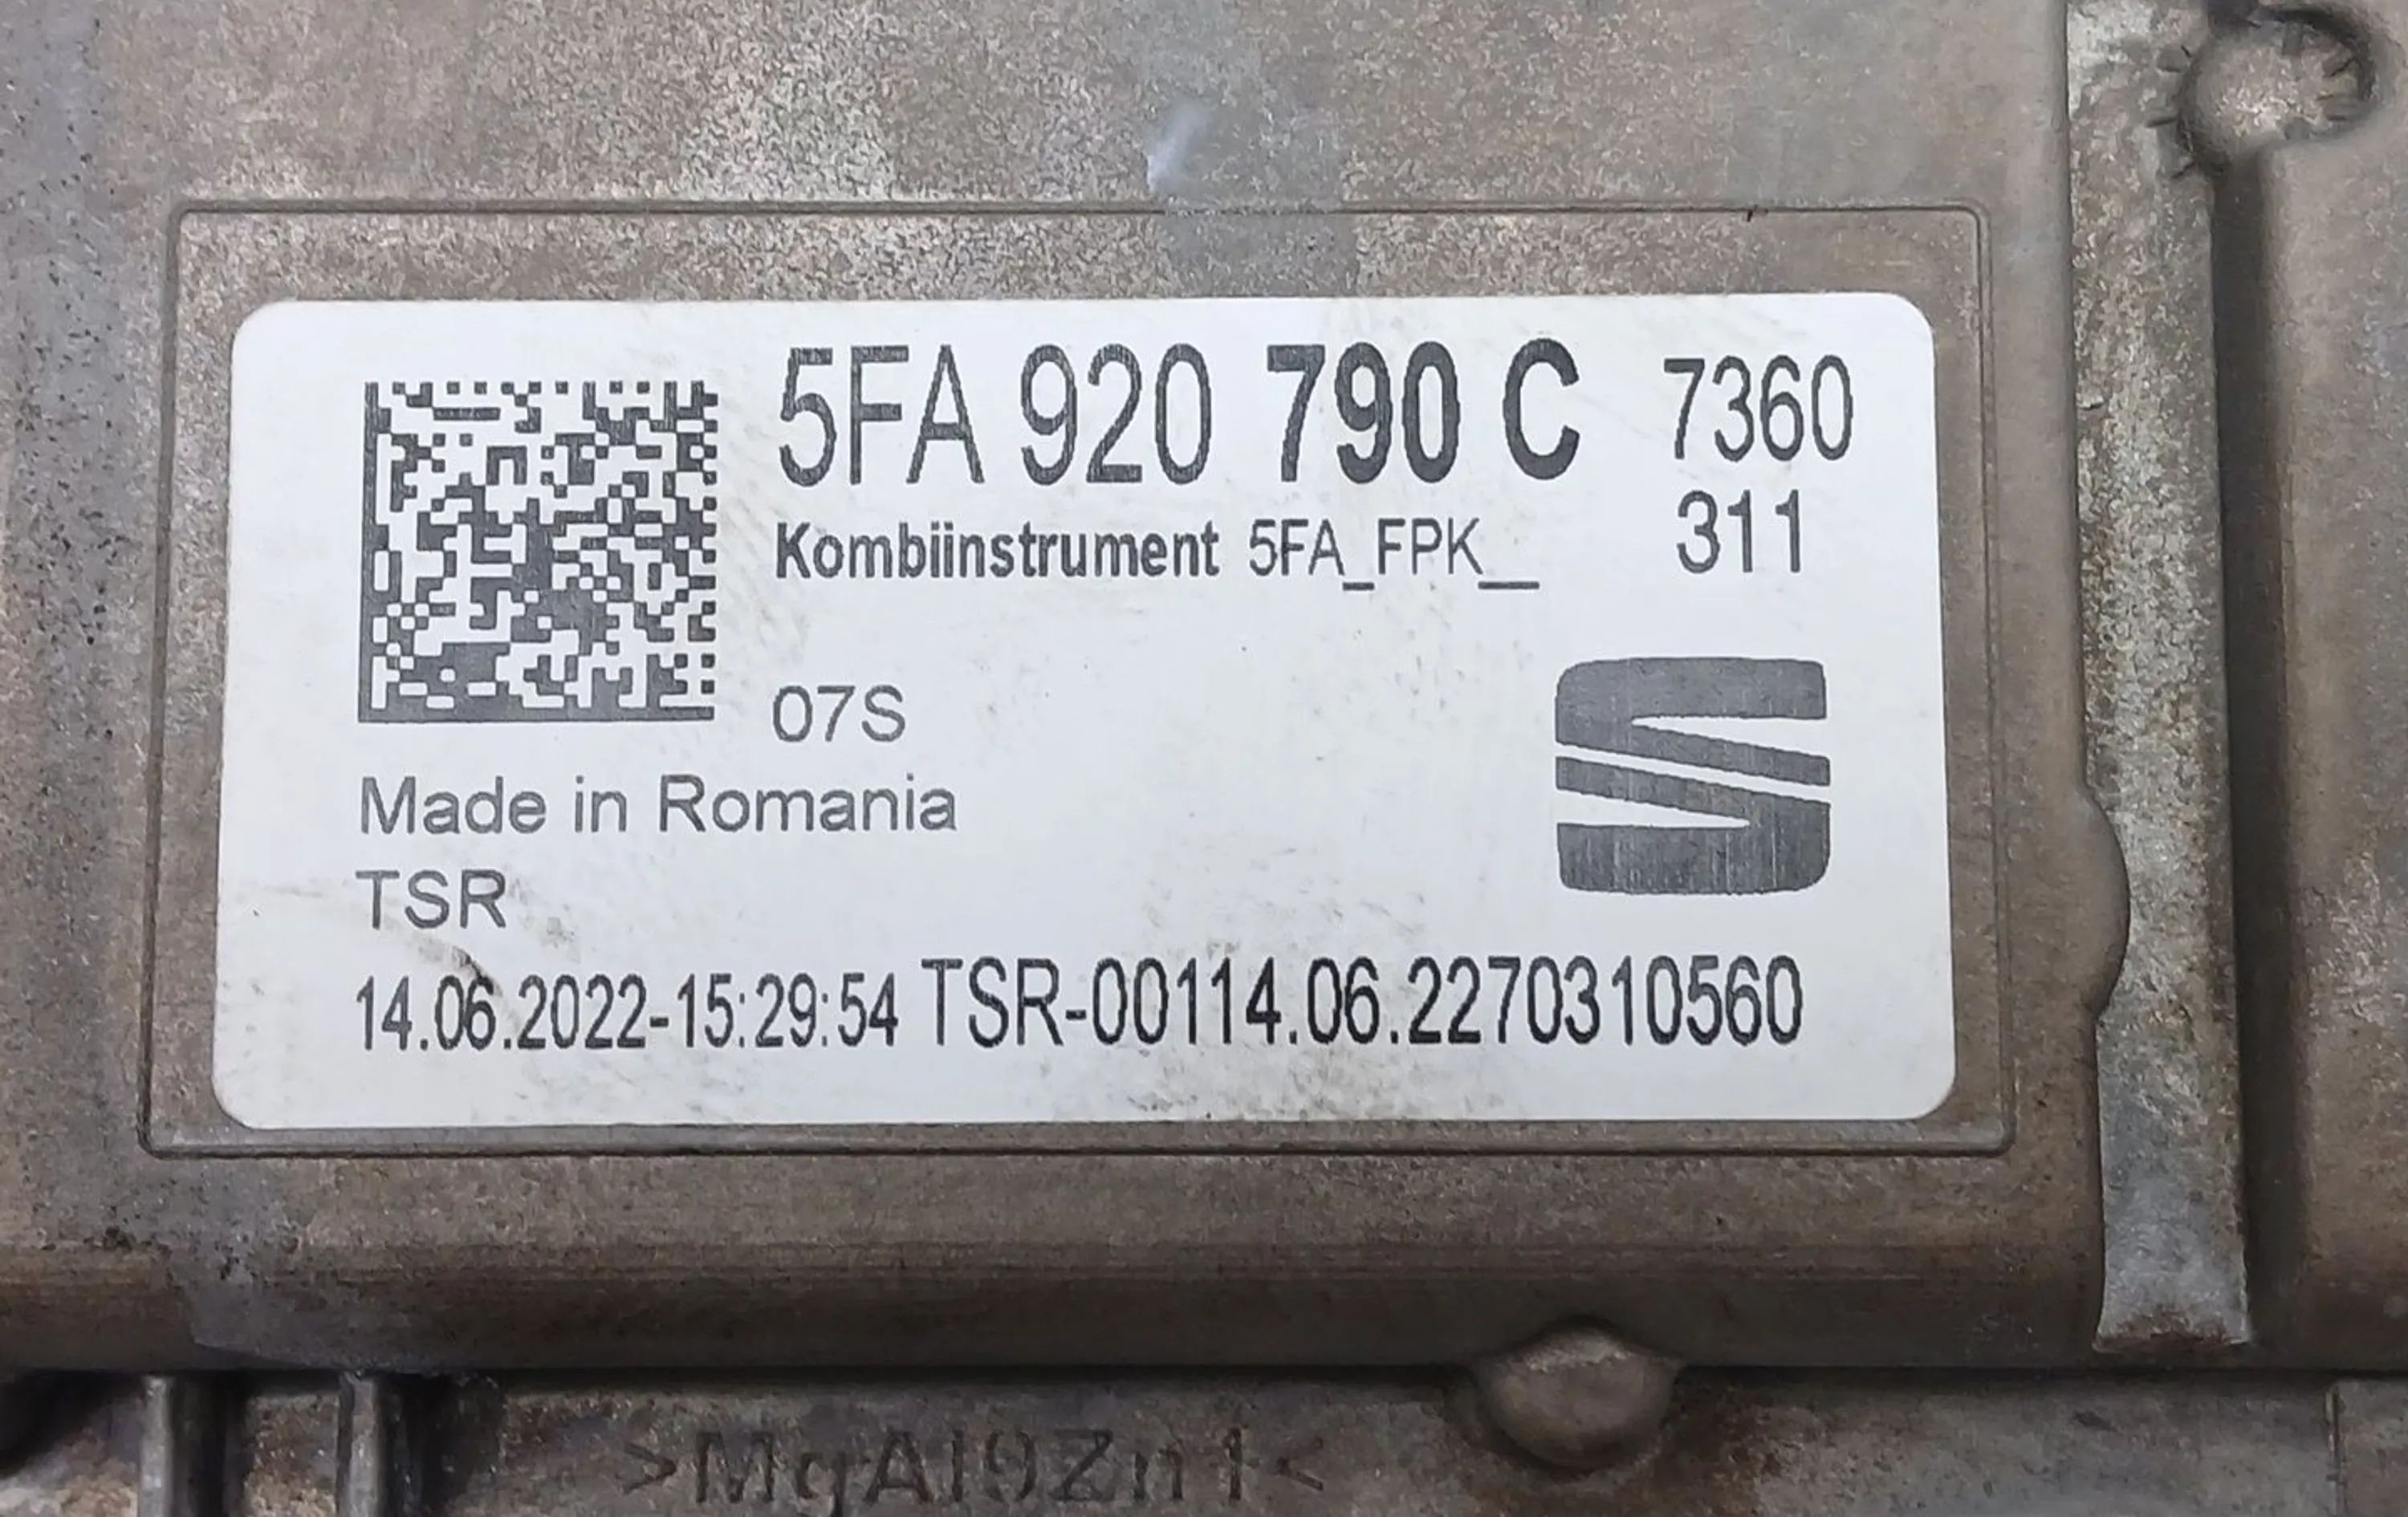 5FA 920 790 C 7360
Kombiinstrument 5FA_FPK__ 311
07S
Made in Romania
TSR
14.06.2022-15:29:54 TSR-00114.06.2270310560
>MgAl9Zn1<